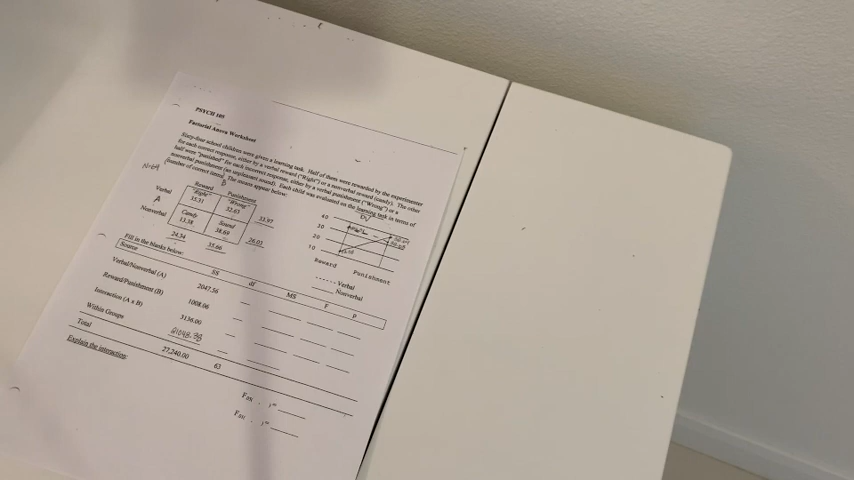 PSYCH 105
Factorial Anova Worksheet
Sixty-four school children were given a learning task. Half of them were rewarded by the experimenter
for each correct response, either by a verbal reward ("Right") or a nonverbal reward (candy). The other
half were "punished" for each incorrect response, either by a verbal punishment ("Wrong") or a
nonverbal punishment (an unpleasant sound). Each child was evaluated on the learning task in terms of
(number of correct items). The means appear below:
N=64
B
Reward Punishment
Verbal "Right" "Wrong"
A 35.31 32.63 33.97
Nonverbal Candy Sound
13.38 38.69 26.03
24.34 35.66
40
30
20
10
Reward Punishment
------ Verbal
Nonverbal
Fill in the blanks below:
Source SS df MS F p
Verbal/Nonverbal (A) 2047.56
Reward/Punishment (B) 1008.06
Interaction (A x B) 3136.00
Within Groups 21048.38
Total 27,240.00 63
Explain the interaction: